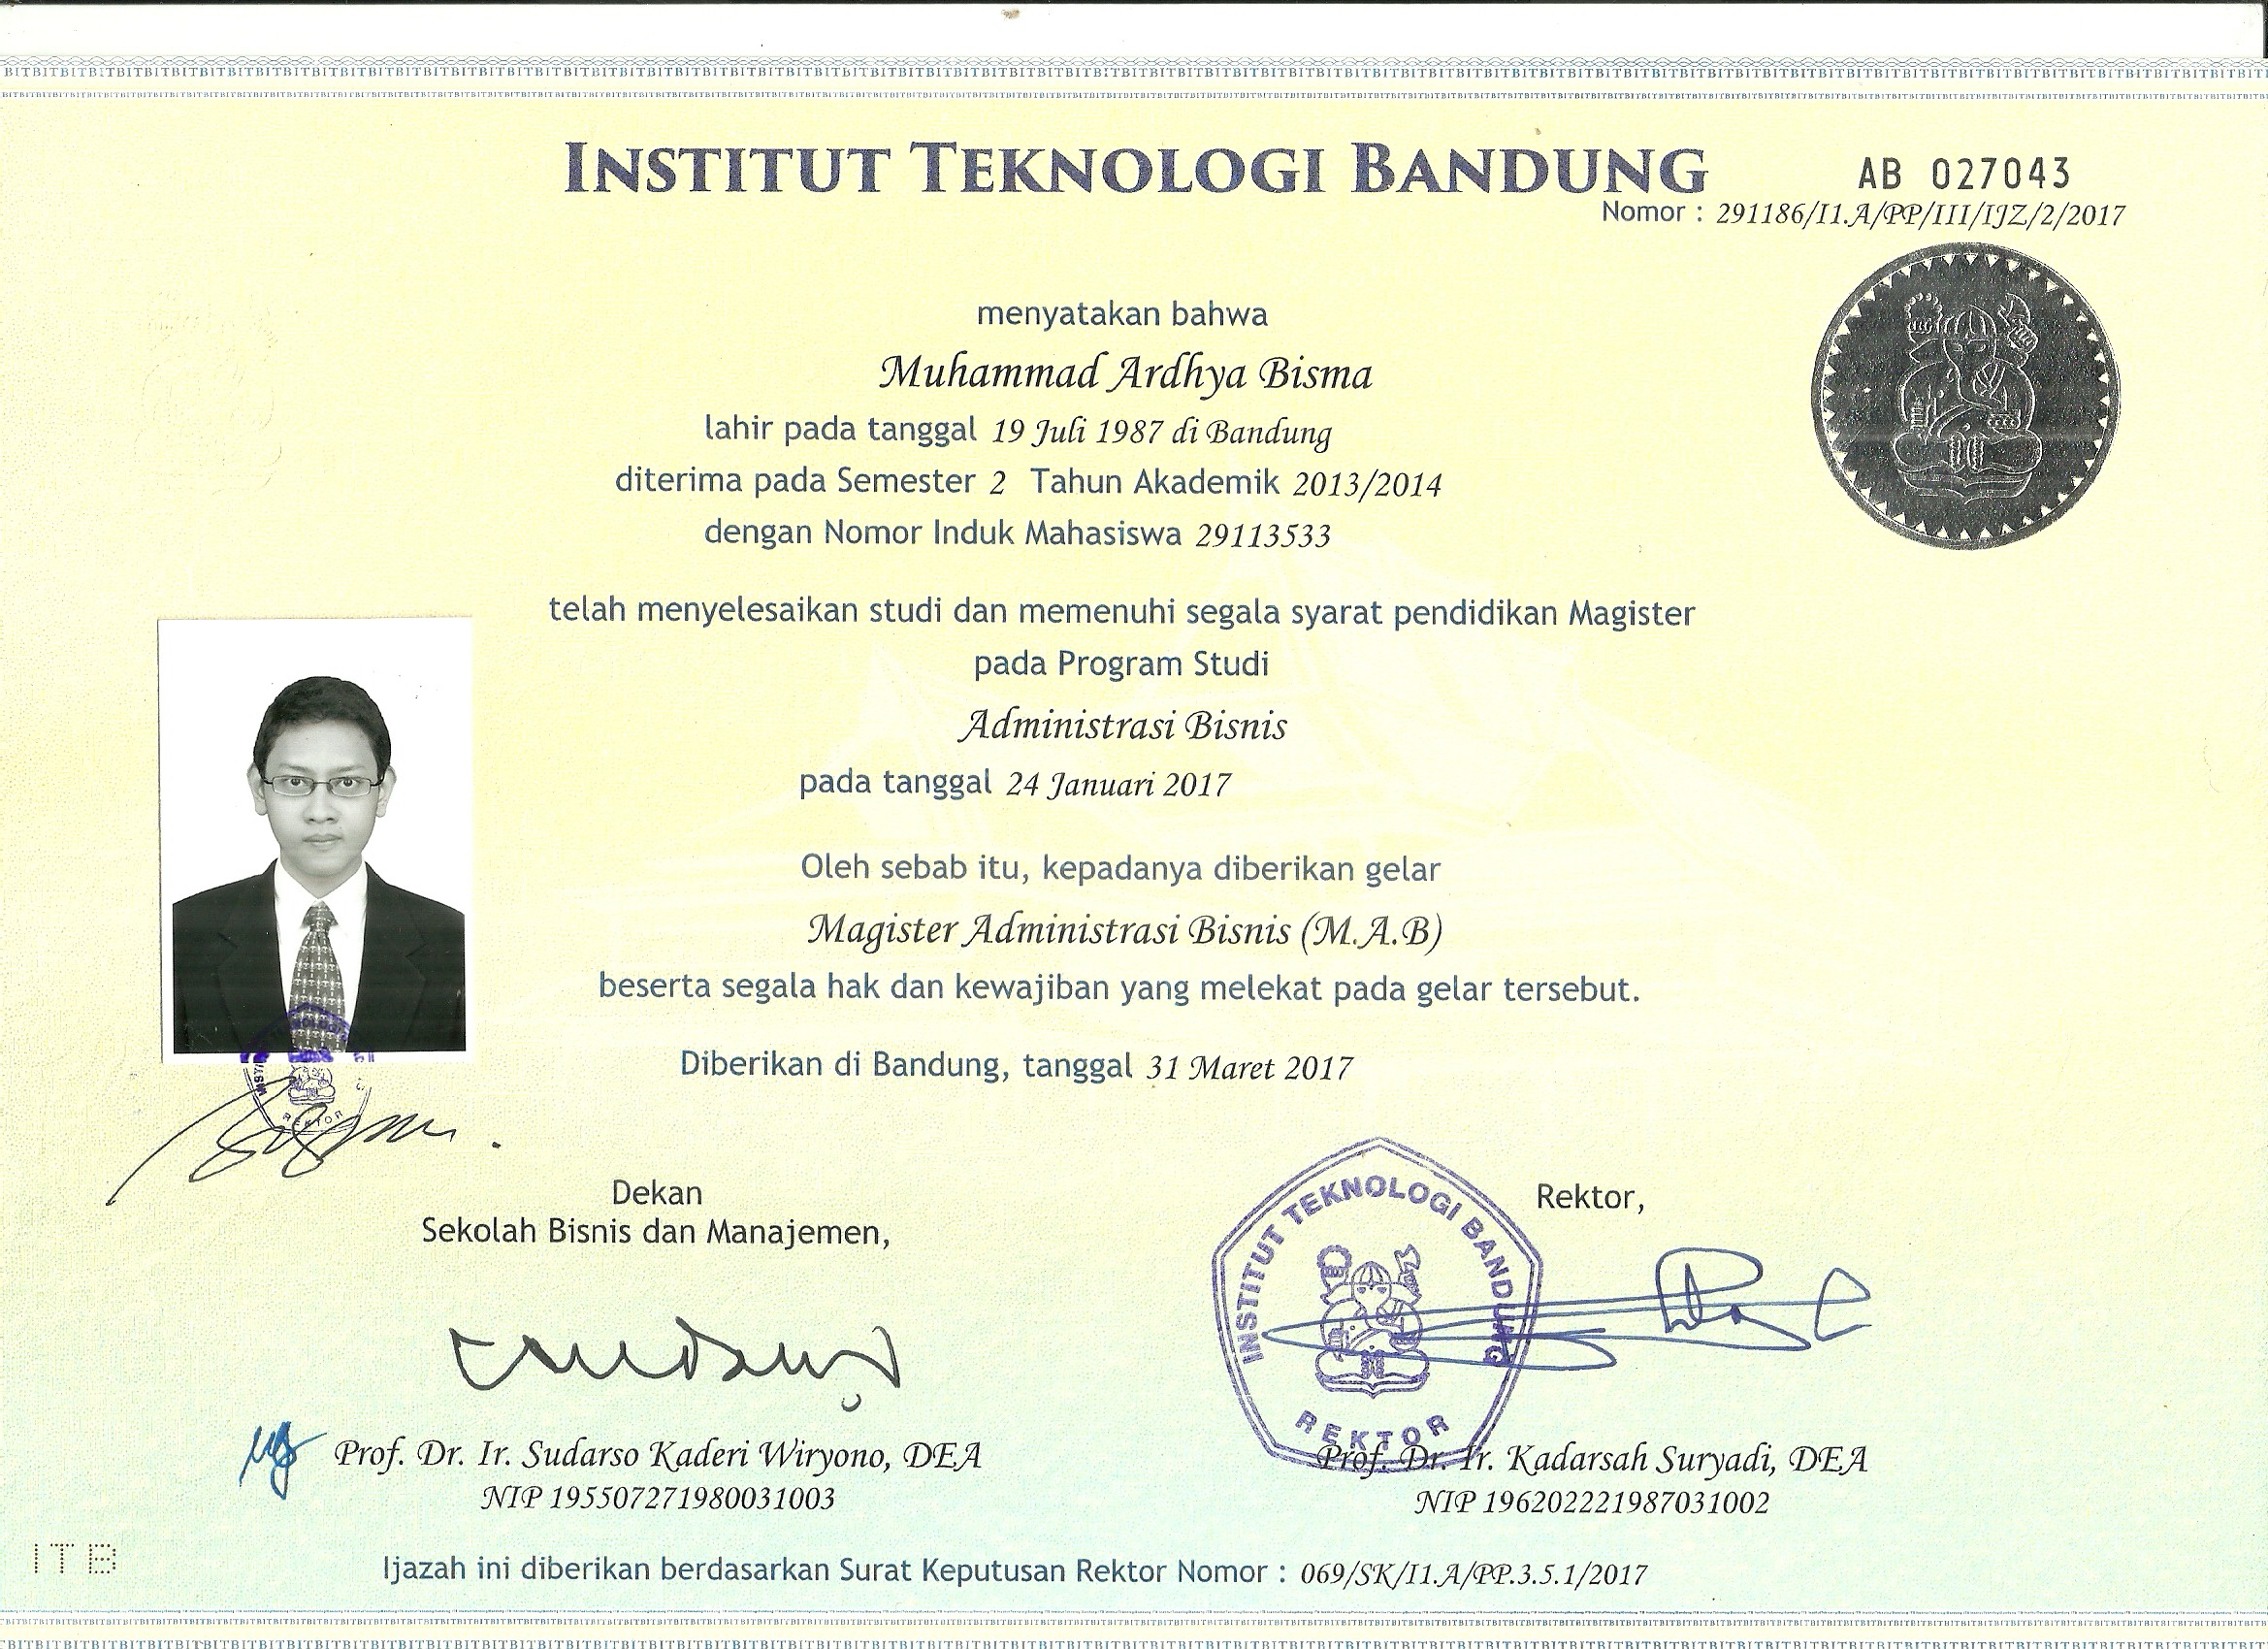 INSTITUT TEKNOLOGI BANDUNG
AB 027043
Nomor : 291186/I1.A/PP/III/IJZ/2/2017
menyatakan bahwa
Muhammad Ardhya Bisma
lahir pada tanggal 19 Juli 1987 di Bandung
diterima pada Semester 2 Tahun Akademik 2013/2014
dengan Nomor Induk Mahasiswa 29113533
telah menyelesaikan studi dan memenuhi segala syarat pendidikan Magister
pada Program Studi
Administrasi Bisnis
pada tanggal 24 Januari 2017
Oleh sebab itu, kepadanya diberikan gelar
Magister Administrasi Bisnis (M.A.B)
beserta segala hak dan kewajiban yang melekat pada gelar tersebut.
Diberikan di Bandung, tanggal 31 Maret 2017
REKTOR
Dekan
Sekolah Bisnis dan Manajemen,
Rektor,
INSTITUT TEKNOLOGI BANDUNG
REKTOR
Prof. Dr. Ir. Sudarso Kaderi Wiryono, DEA
NIP 195507271980031003
Prof. Dr. Ir. Kadarsah Suryadi, DEA
NIP 196202221987031002
ITB
Ijazah ini diberikan berdasarkan Surat Keputusan Rektor Nomor : 069/SK/I1.A/PP.3.5.1/2017